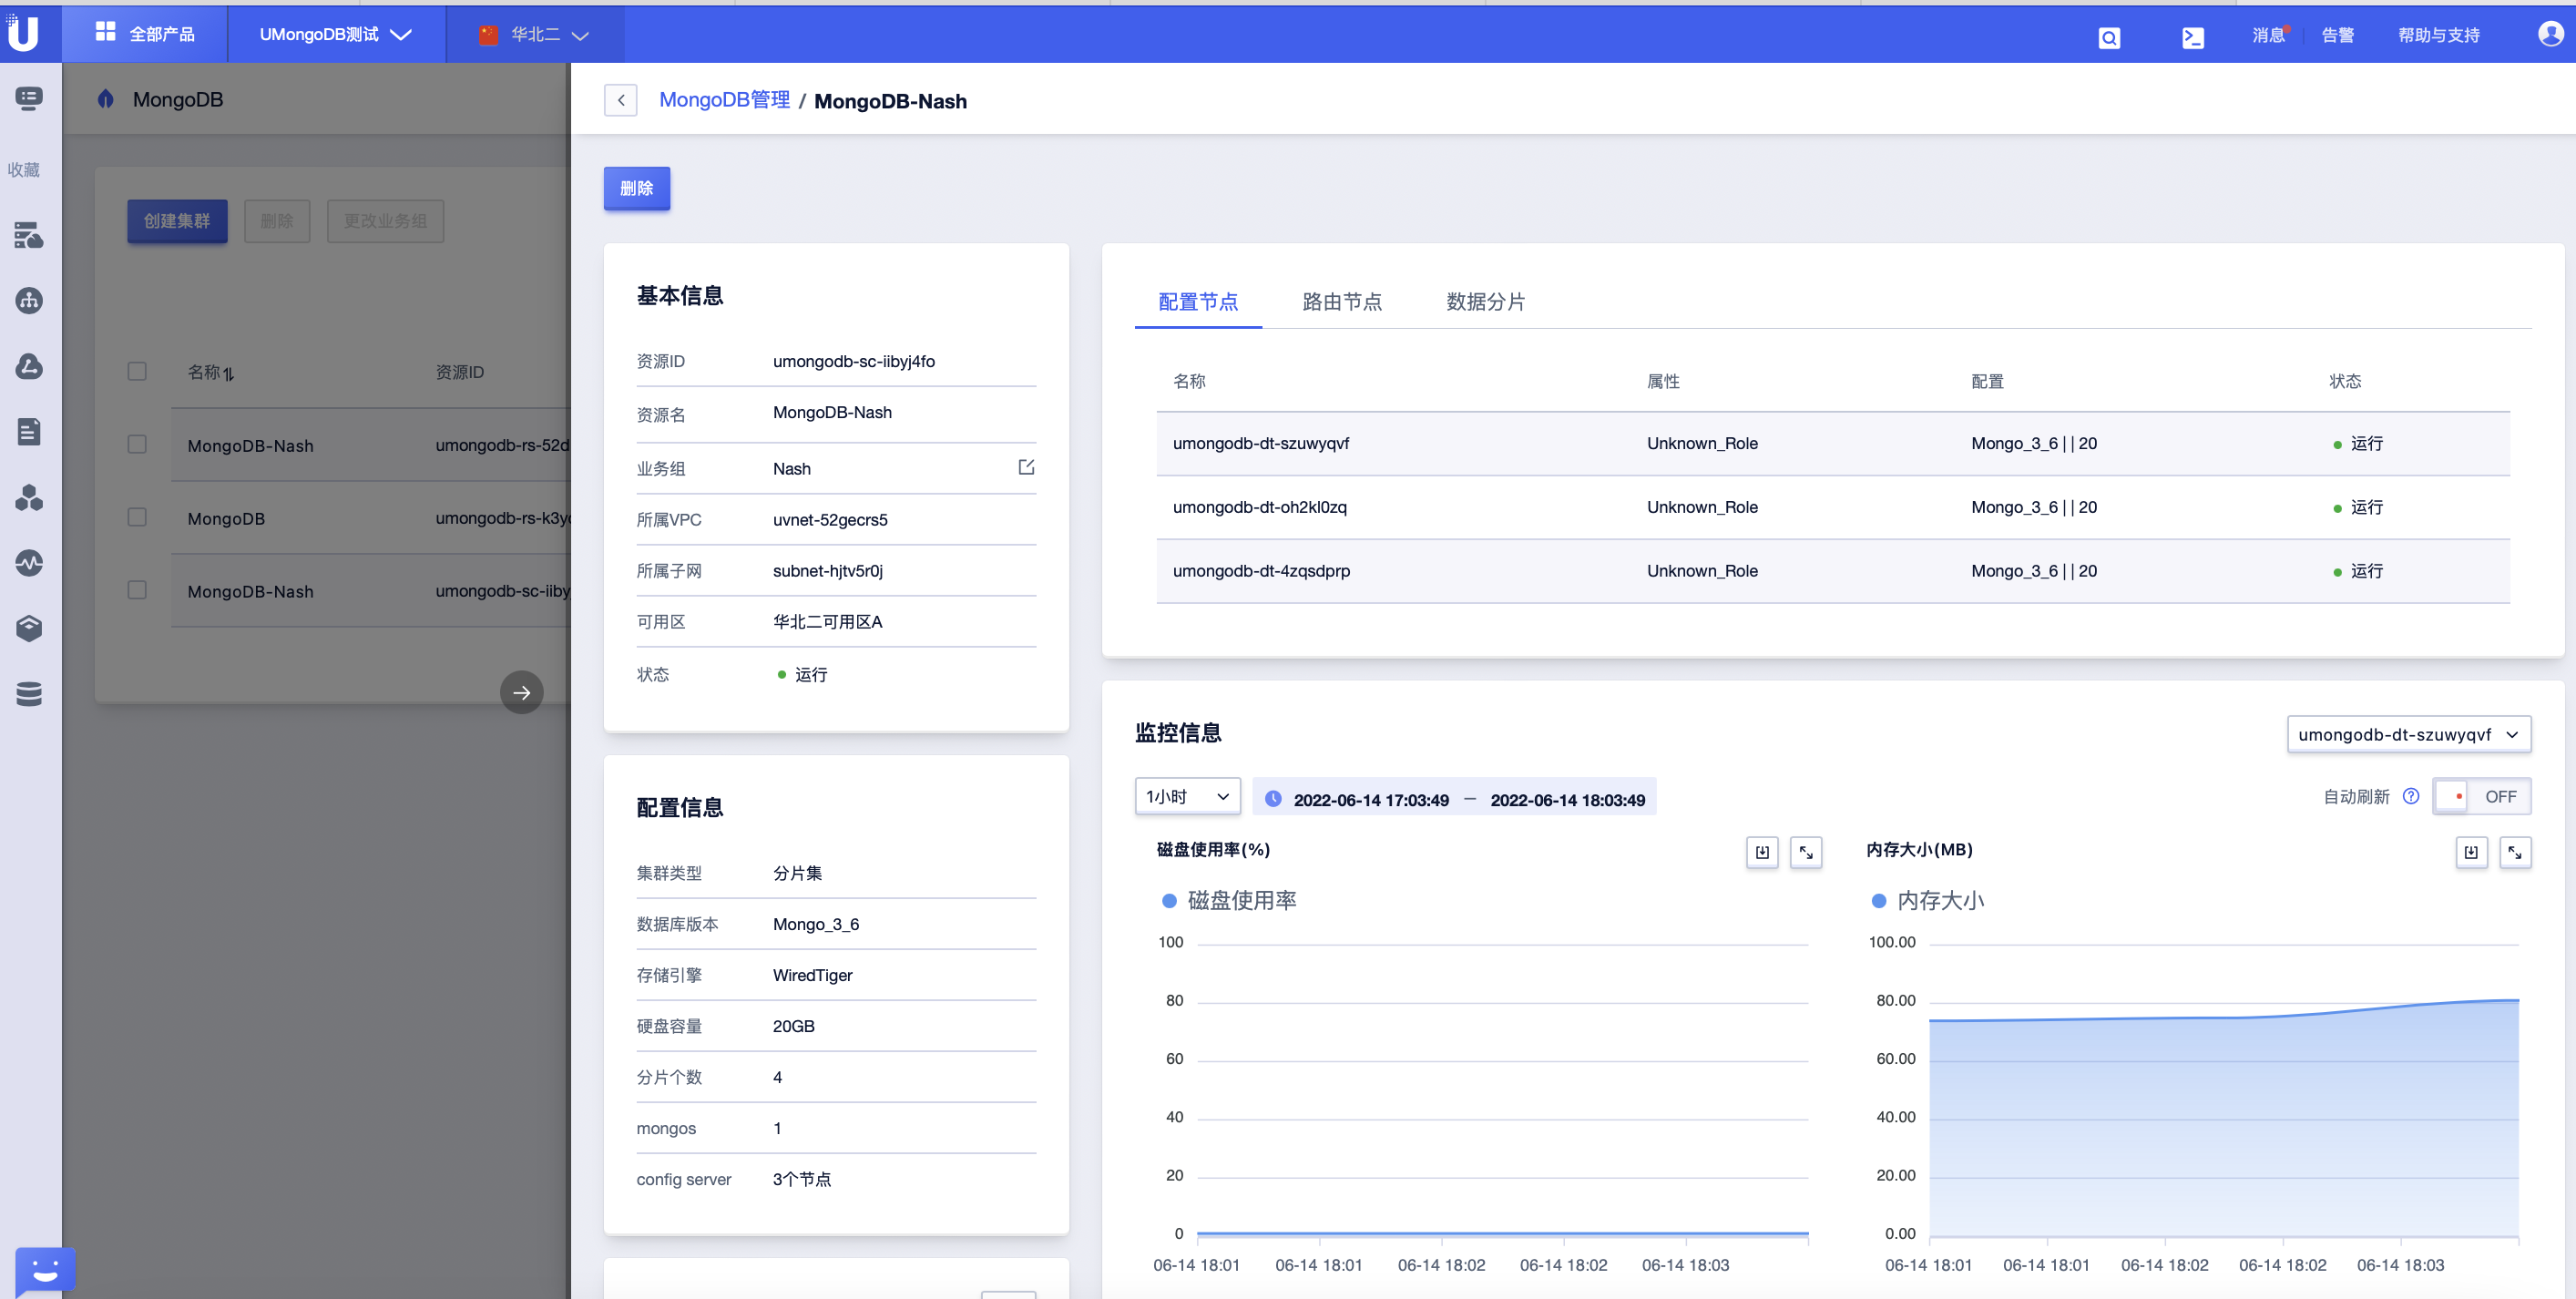 全部产品
UMongoDB测试
华北二
消息
告警
帮助与支持
MongoDB
MongoDB管理 / MongoDB-Nash
收藏
删除
创建集群
删除
更改业务组
名称
资源ID
MongoDB-Nash
umongodb-rs-52d
MongoDB
umongodb-rs-k3y
MongoDB-Nash
umongodb-sc-iiby
基本信息
资源ID
umongodb-sc-iibyj4fo
资源名
MongoDB-Nash
业务组
Nash
所属VPC
uvnet-52gecrs5
所属子网
subnet-hjtv5r0j
可用区
华北二可用区A
状态
运行
配置信息
集群类型
分片集
数据库版本
Mongo_3_6
存储引擎
WiredTiger
硬盘容量
20GB
分片个数
4
mongos
1
config server
3个节点
配置节点
路由节点
数据分片
名称
属性
配置
状态
umongodb-dt-szuwyqvf
Unknown_Role
Mongo_3_6 | | 20
运行
umongodb-dt-oh2kl0zq
Unknown_Role
Mongo_3_6 | | 20
运行
umongodb-dt-4zqsdprp
Unknown_Role
Mongo_3_6 | | 20
运行
监控信息
umongodb-dt-szuwyqvf
1小时
2022-06-14 17:03:49 — 2022-06-14 18:03:49
自动刷新
OFF
磁盘使用率(%)
磁盘使用率
100
80
60
40
20
0
06-14 18:01
06-14 18:01
06-14 18:02
06-14 18:02
06-14 18:03
内存大小(MB)
内存大小
100.00
80.00
60.00
40.00
20.00
0.00
06-14 18:01
06-14 18:01
06-14 18:02
06-14 18:02
06-14 18:03